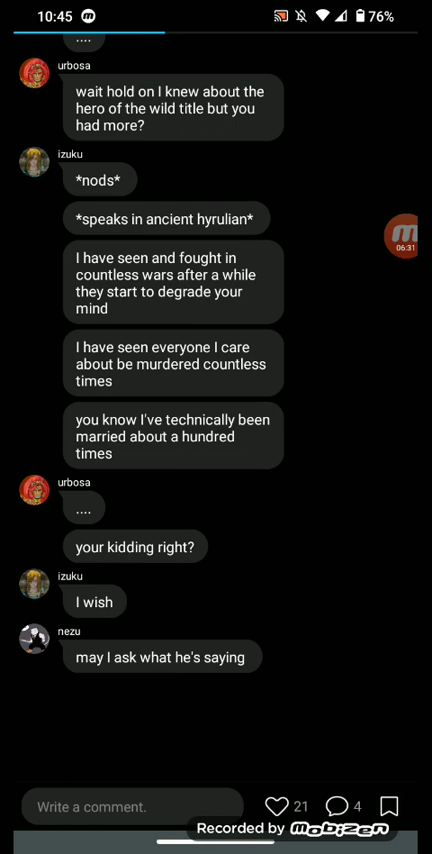 10:45
76%
....
urbosa
wait hold on I knew about the
hero of the wild title but you
had more?
izuku
*nods*
*speaks in ancient hyrulian*
I have seen and fought in
countless wars after a while
they start to degrade your
mind
06:31
I have seen everyone I care
about be murdered countless
times
you know I've technically been
married about a hundred
times
urbosa
....
your kidding right?
izuku
I wish
nezu
may I ask what he's saying
Write a comment.
21
4
Recorded by Mobizen